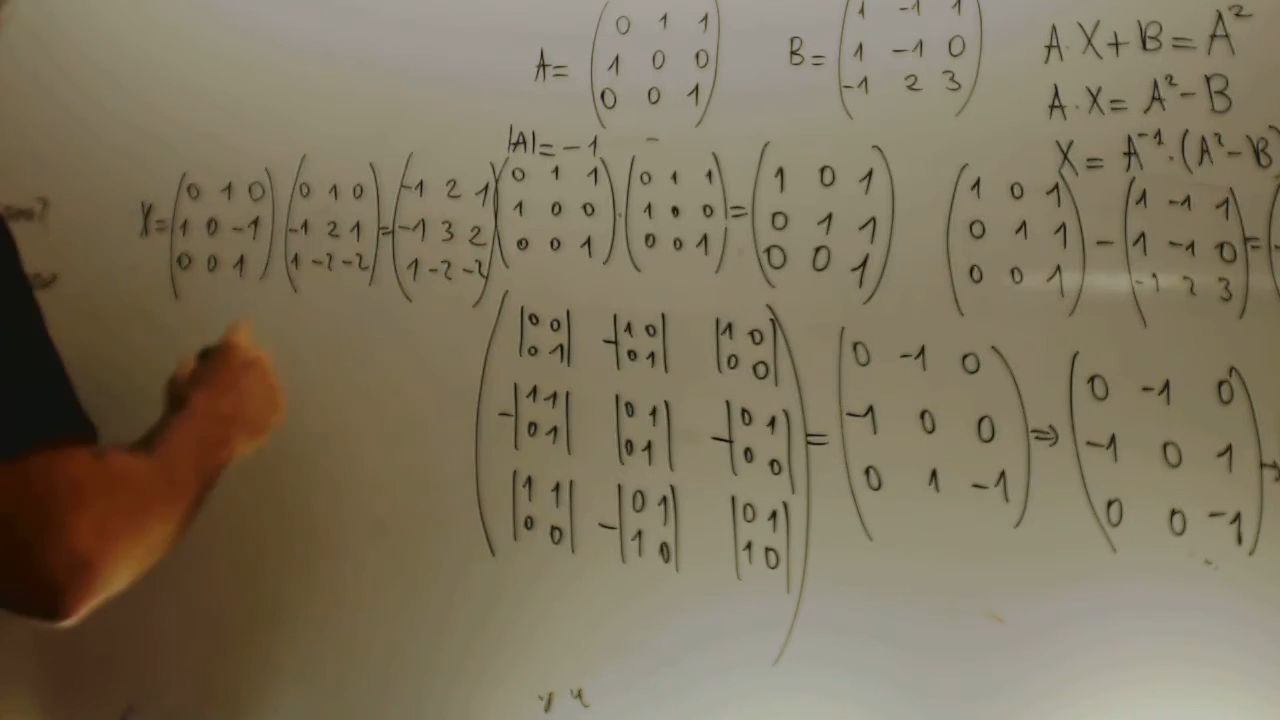 A= ( 0 1 1 / 1 0 0 / 0 0 1 )
B= ( 1 -1 1 / 1 -1 0 / -1 2 3 )
A·X+B=A²
A·X=A²-B
X=A⁻¹·(A²-B
|A|=-1
X= ( 0 1 0 / 1 0 -1 / 0 0 1 ) ( 0 1 0 / -1 2 1 / 1 -2 -2 ) = ( -1 2 1 / -1 3 2 / 1 -2 -2 )
( 0 1 1 / 1 0 0 / 0 0 1 ) · ( 0 1 1 / 1 0 0 / 0 0 1 ) = ( 1 0 1 / 0 1 1 / 0 0 1 )
( 1 0 1 / 0 1 1 / 0 0 1 ) - ( 1 -1 1 / 1 -1 0 / -1 2 3 ) = (
( |0 0 / 0 1| -|1 0 / 0 1| |1 0 / 0 0| / -|1 1 / 0 1| |0 1 / 0 1| -|0 1 / 0 0| / |1 1 / 0 0| -|0 1 / 1 0| |0 1 / 1 0| ) = ( 0 -1 0 / -1 0 0 / 0 1 -1 ) ⇒ ( 0 -1 0 / -1 0 1 / 0 0 -1 ) →